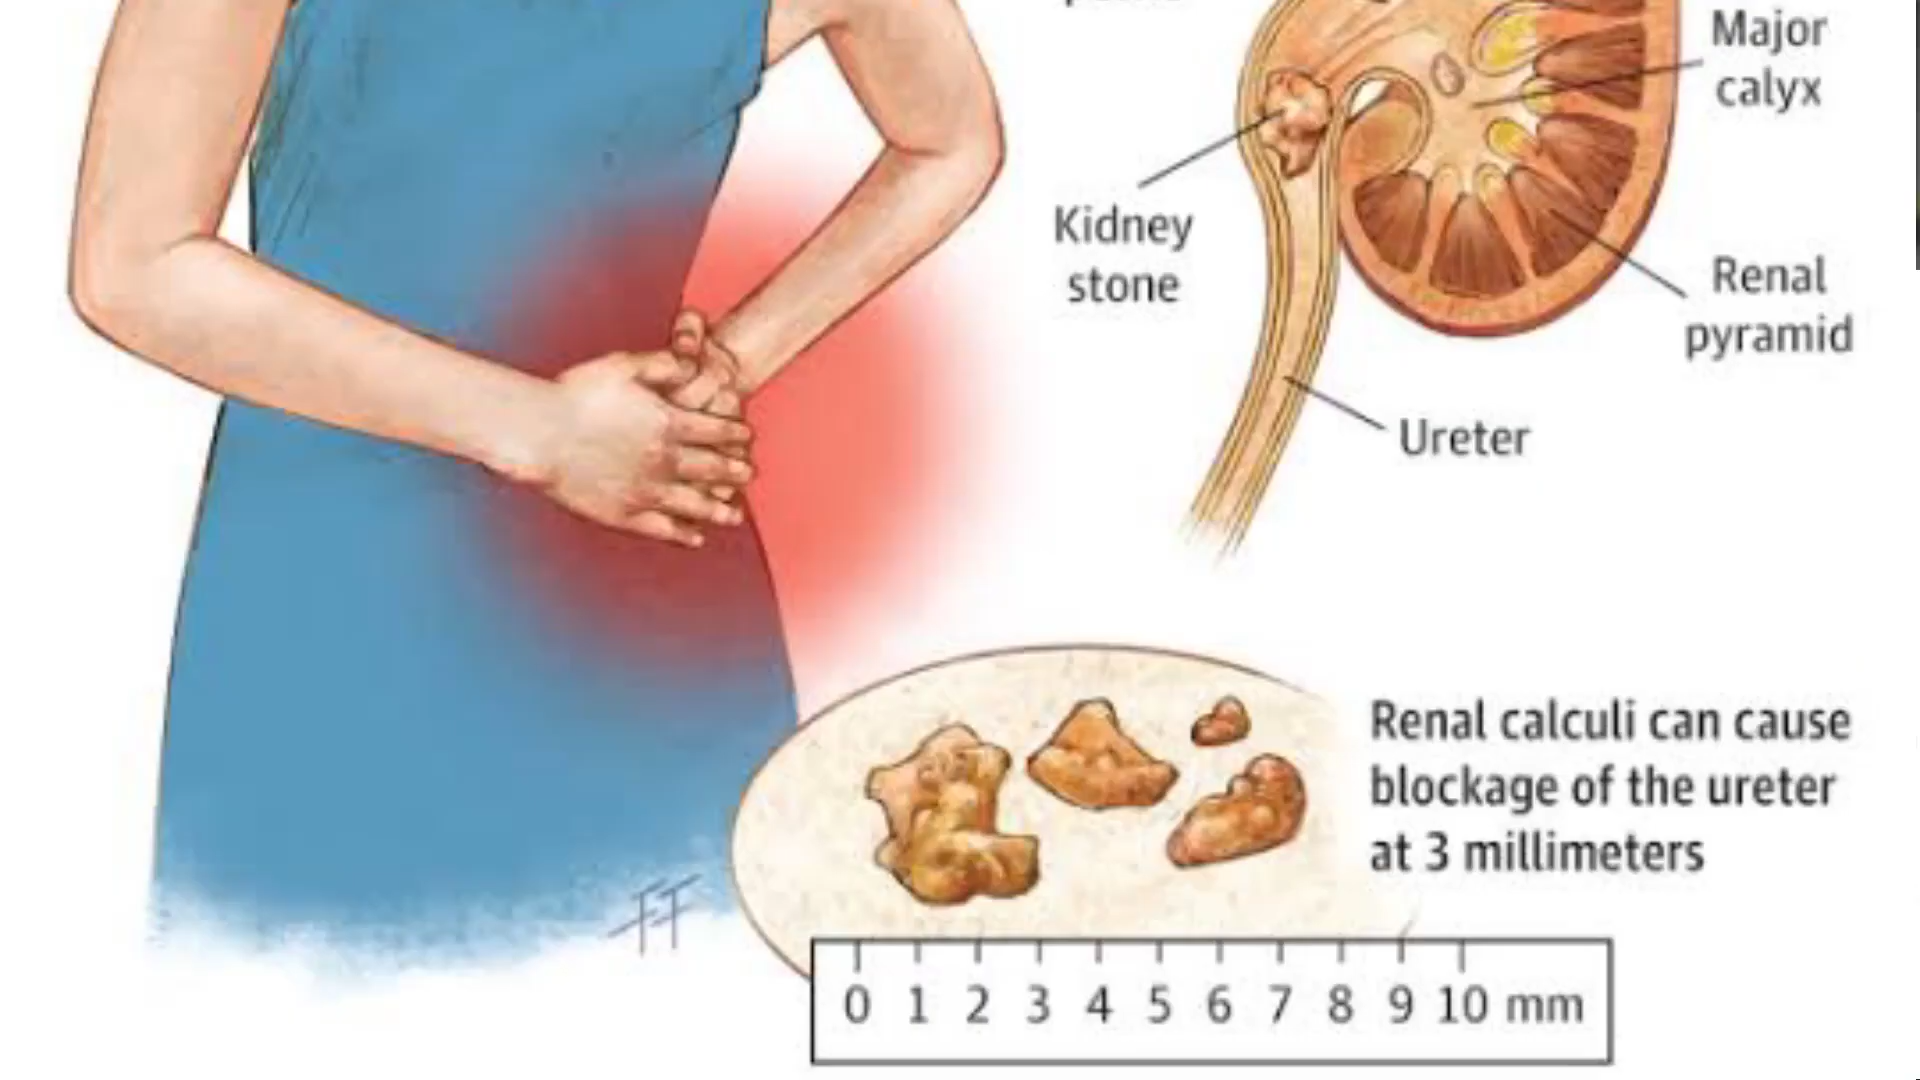 Major
calyx
Kidney
stone
Renal
pyramid
Ureter
Renal calculi can cause
blockage of the ureter
at 3 millimeters
FT
0 1 2 3 4 5 6 7 8 9 10 mm